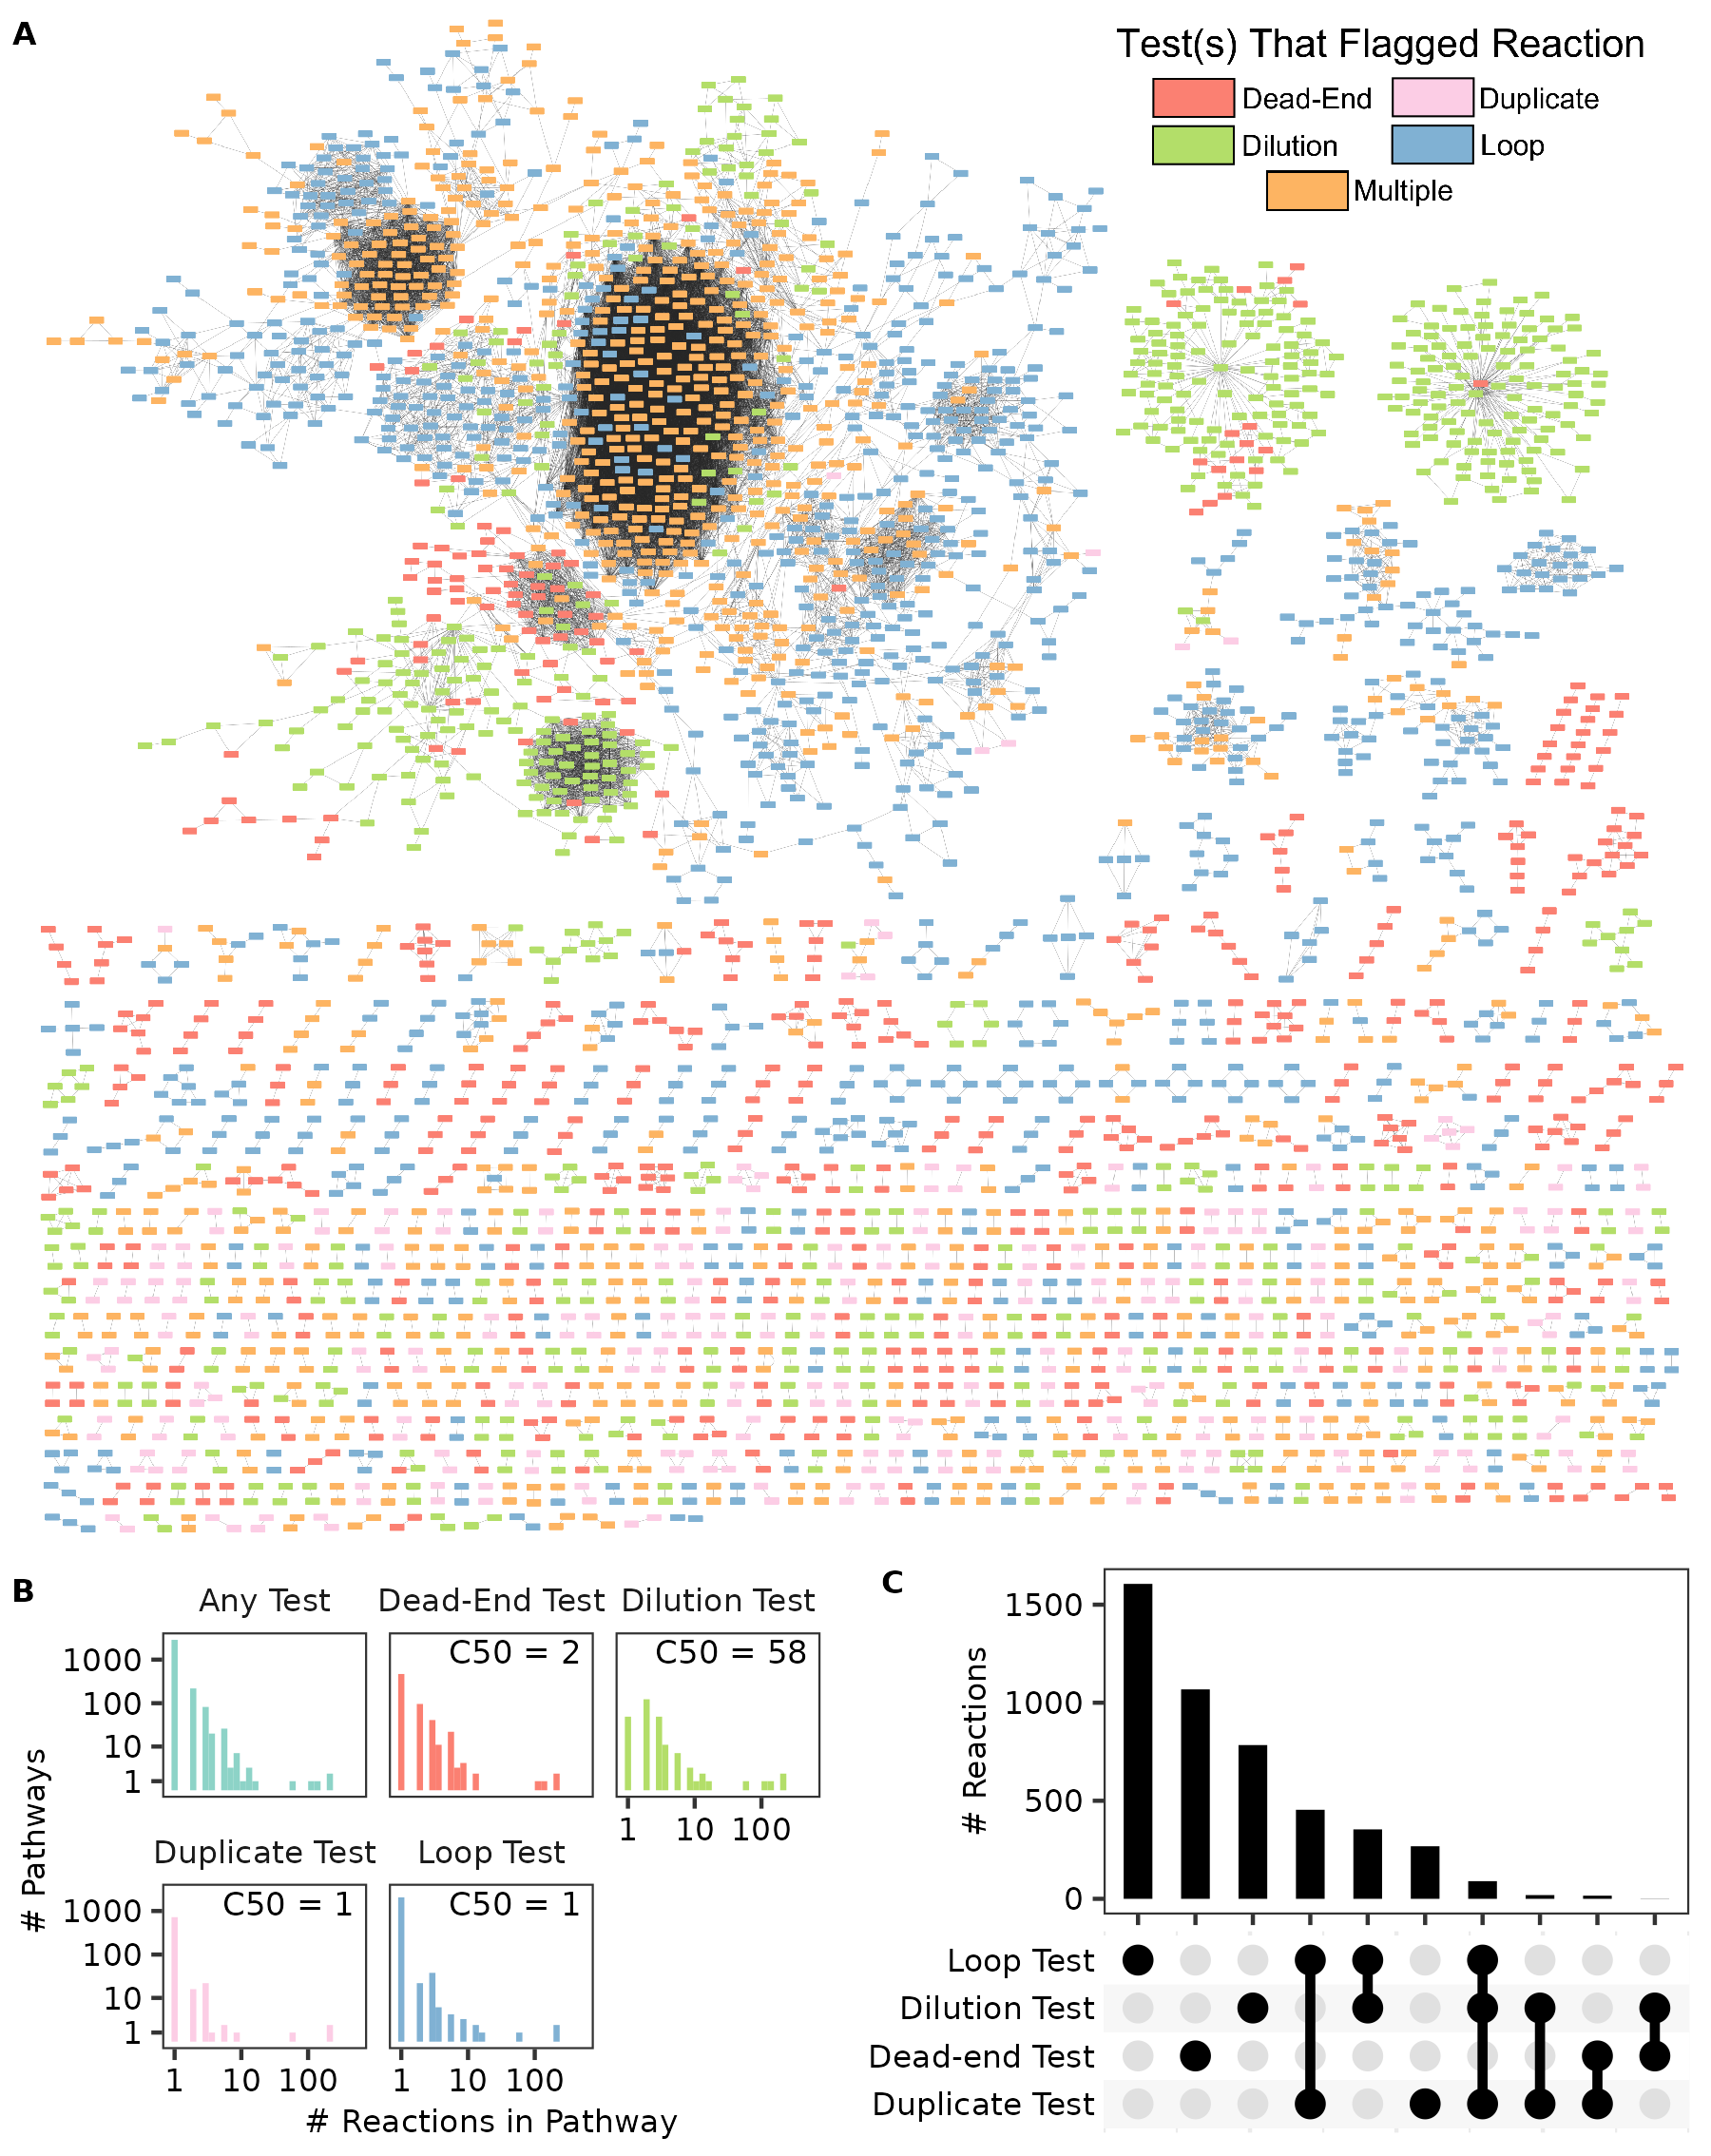 A
Test(s) That Flagged Reaction
Dead-End
Duplicate
Dilution
Loop
Multiple
B
Any Test
Dead-End Test
Dilution Test
C50 = 2
C50 = 58
1000
100
10
1
1 10 100
Duplicate Test
Loop Test
C50 = 1
C50 = 1
1000
100
10
1
1 10 100
1 10 100
# Pathways
# Reactions in Pathway
C
# Reactions
1500
1000
500
0
Loop Test
Dilution Test
Dead-end Test
Duplicate Test